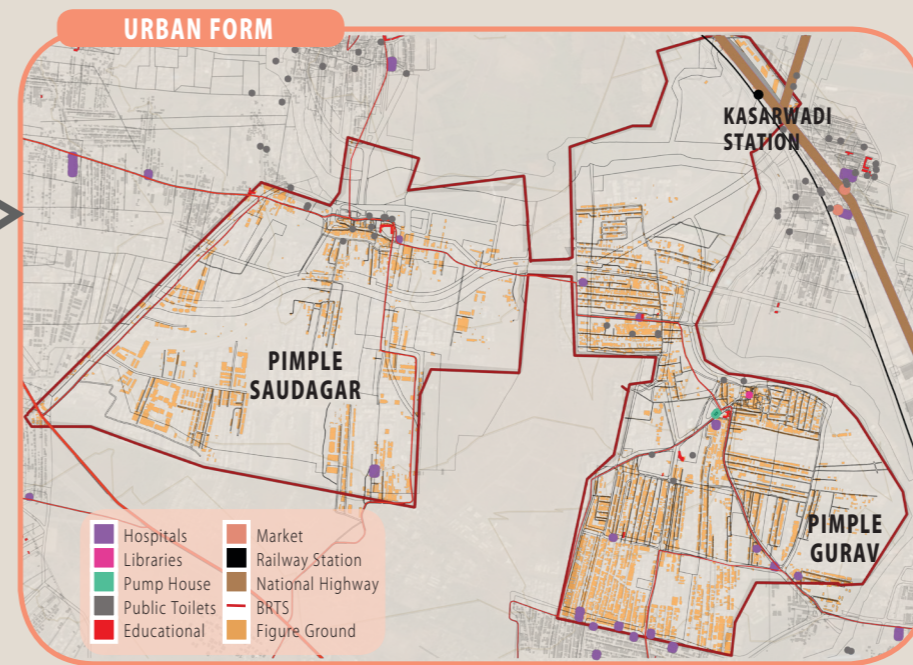 URBAN FORM
KASARWADI
STATION
PIMPLE
SAUDAGAR
PIMPLE
GURAV
Hospitals
Libraries
Pump House
Public Toilets
Educational
Market
Railway Station
National Highway
BRTS
Figure Ground